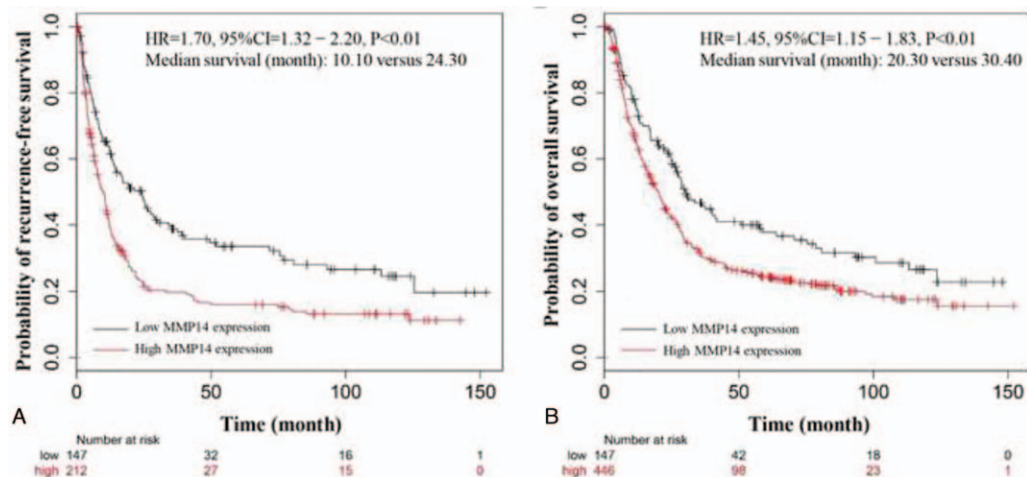 HR=1.70, 95%CI=1.32 – 2.20, P<0.01
Median survival (month): 10.10 versus 24.30
Probability of recurrence-free survival
1.0
0.8
0.6
0.4
0.2
0.0
Low MMP14 expression
High MMP14 expression
0 50 100 150
A
Time (month)
Number at risk
low 147 32 16 1
high 212 27 15 0
HR=1.45, 95%CI=1.15 – 1.83, P<0.01
Median survival (month): 20.30 versus 30.40
Probability of overall survival
1.0
0.8
0.6
0.4
0.2
0.0
Low MMP14 expression
High MMP14 expression
0 50 100 150
B
Time (month)
Number at risk
low 147 42 18 0
high 446 98 23 1